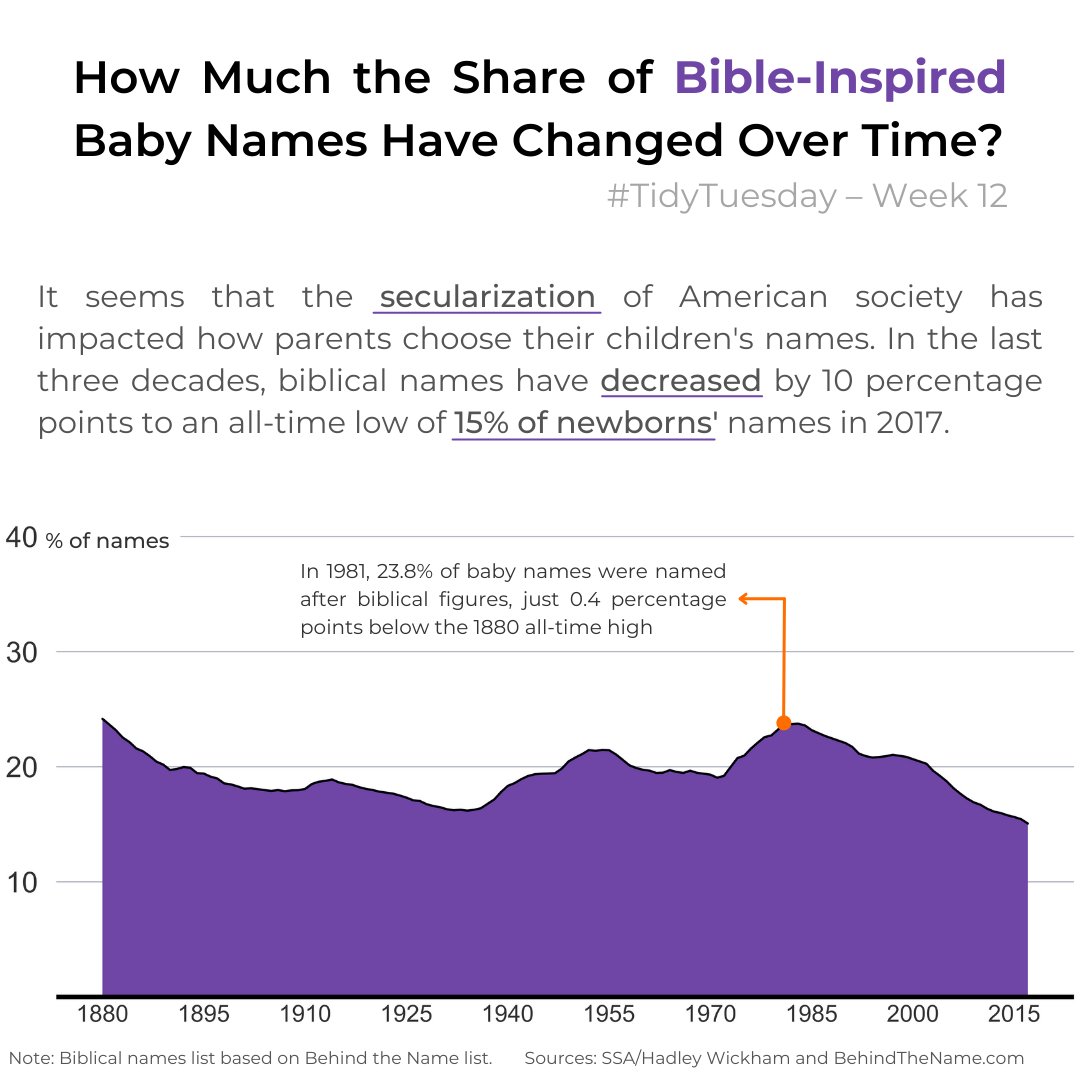 How Much the Share of Bible-Inspired
Baby Names Have Changed Over Time?
#TidyTuesday – Week 12
It seems that the secularization of American society has
impacted how parents choose their children's names. In the last
three decades, biblical names have decreased by 10 percentage
points to an all-time low of 15% of newborns' names in 2017.
40 % of names
In 1981, 23.8% of baby names were named
after biblical figures, just 0.4 percentage
points below the 1880 all-time high
30
20
10
1880 1895 1910 1925 1940 1955 1970 1985 2000 2015
Note: Biblical names list based on Behind the Name list. Sources: SSA/Hadley Wickham and BehindTheName.com